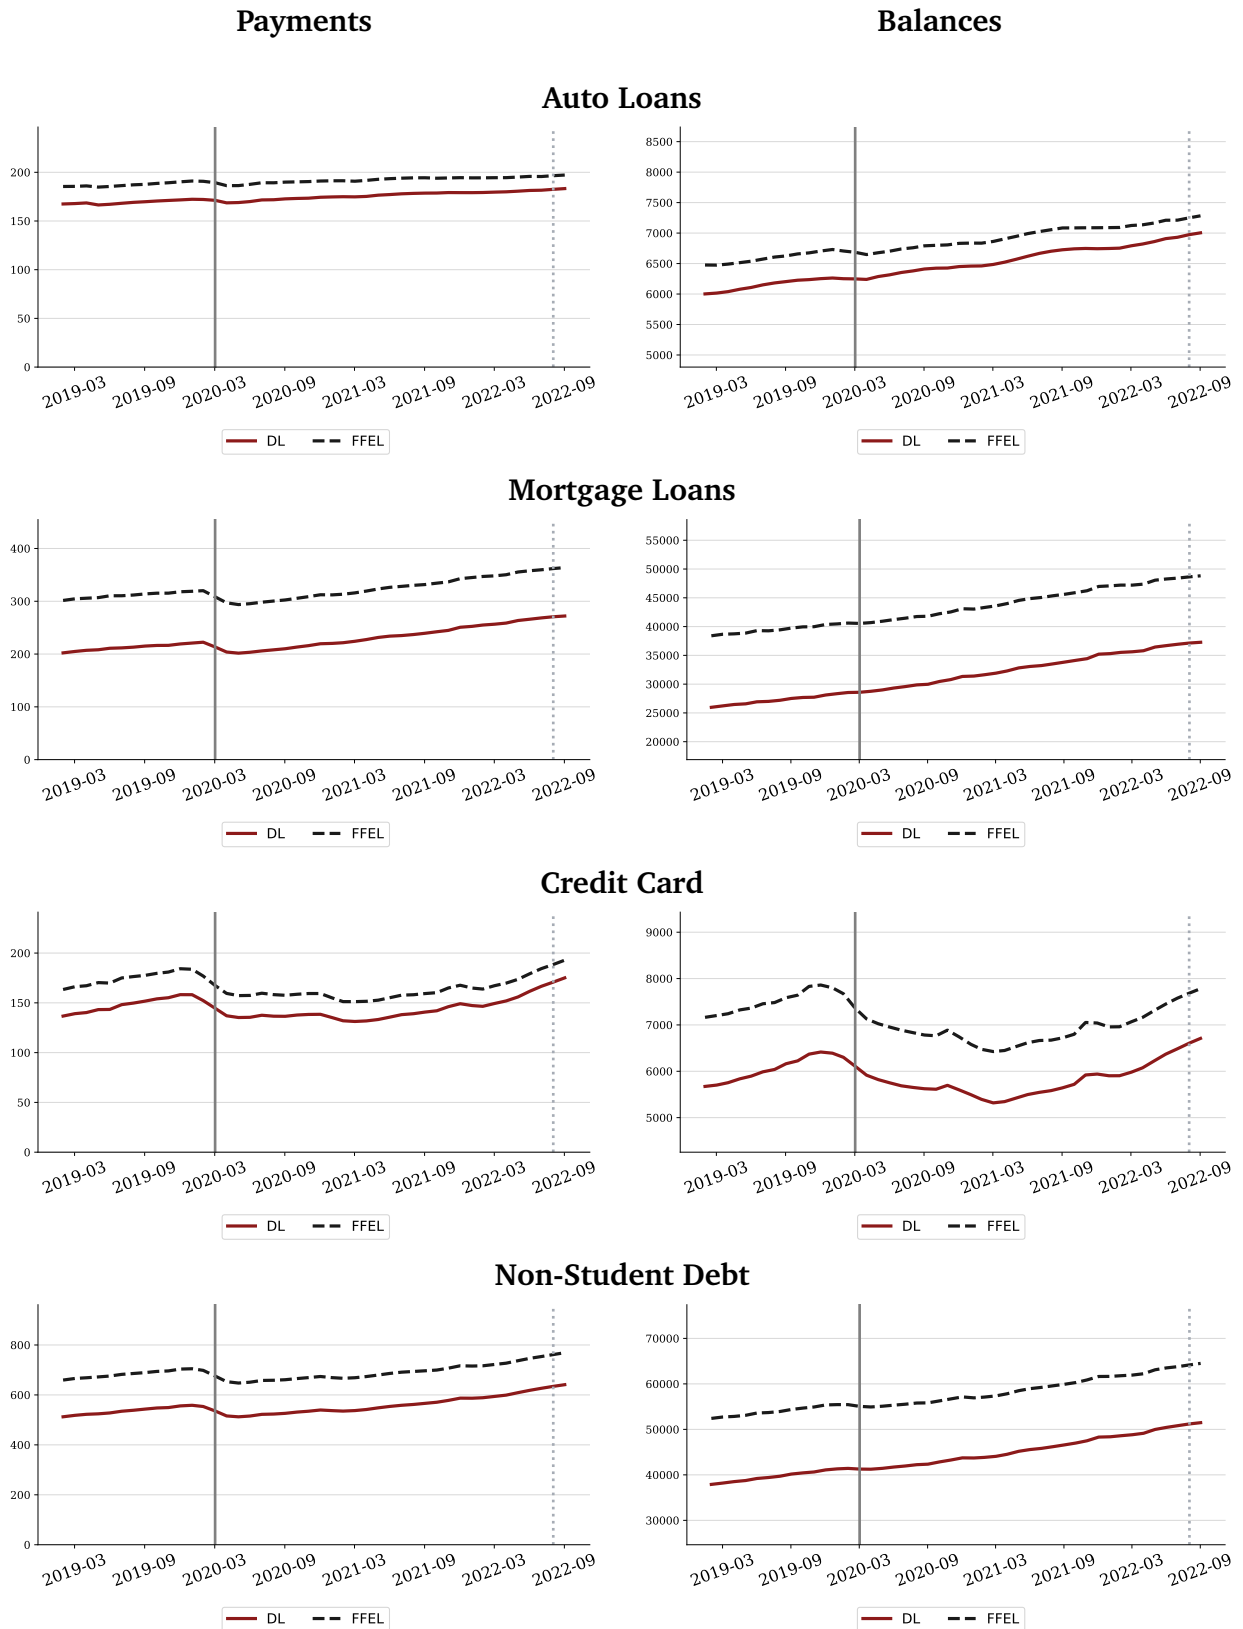 Payments Balances
Auto Loans
200
150
100
50
0
2019-03 2019-09 2020-03 2020-09 2021-03 2021-09 2022-03 2022-09
DL FFEL
8500
8000
7500
7000
6500
6000
5500
5000
2019-03 2019-09 2020-03 2020-09 2021-03 2021-09 2022-03 2022-09
DL FFEL
Mortgage Loans
400
300
200
100
0
2019-03 2019-09 2020-03 2020-09 2021-03 2021-09 2022-03 2022-09
DL FFEL
55000
50000
45000
40000
35000
30000
25000
20000
2019-03 2019-09 2020-03 2020-09 2021-03 2021-09 2022-03 2022-09
DL FFEL
Credit Card
200
150
100
50
0
2019-03 2019-09 2020-03 2020-09 2021-03 2021-09 2022-03 2022-09
DL FFEL
9000
8000
7000
6000
5000
2019-03 2019-09 2020-03 2020-09 2021-03 2021-09 2022-03 2022-09
DL FFEL
Non-Student Debt
800
600
400
200
0
2019-03 2019-09 2020-03 2020-09 2021-03 2021-09 2022-03 2022-09
DL FFEL
70000
60000
50000
40000
30000
2019-03 2019-09 2020-03 2020-09 2021-03 2021-09 2022-03 2022-09
DL FFEL